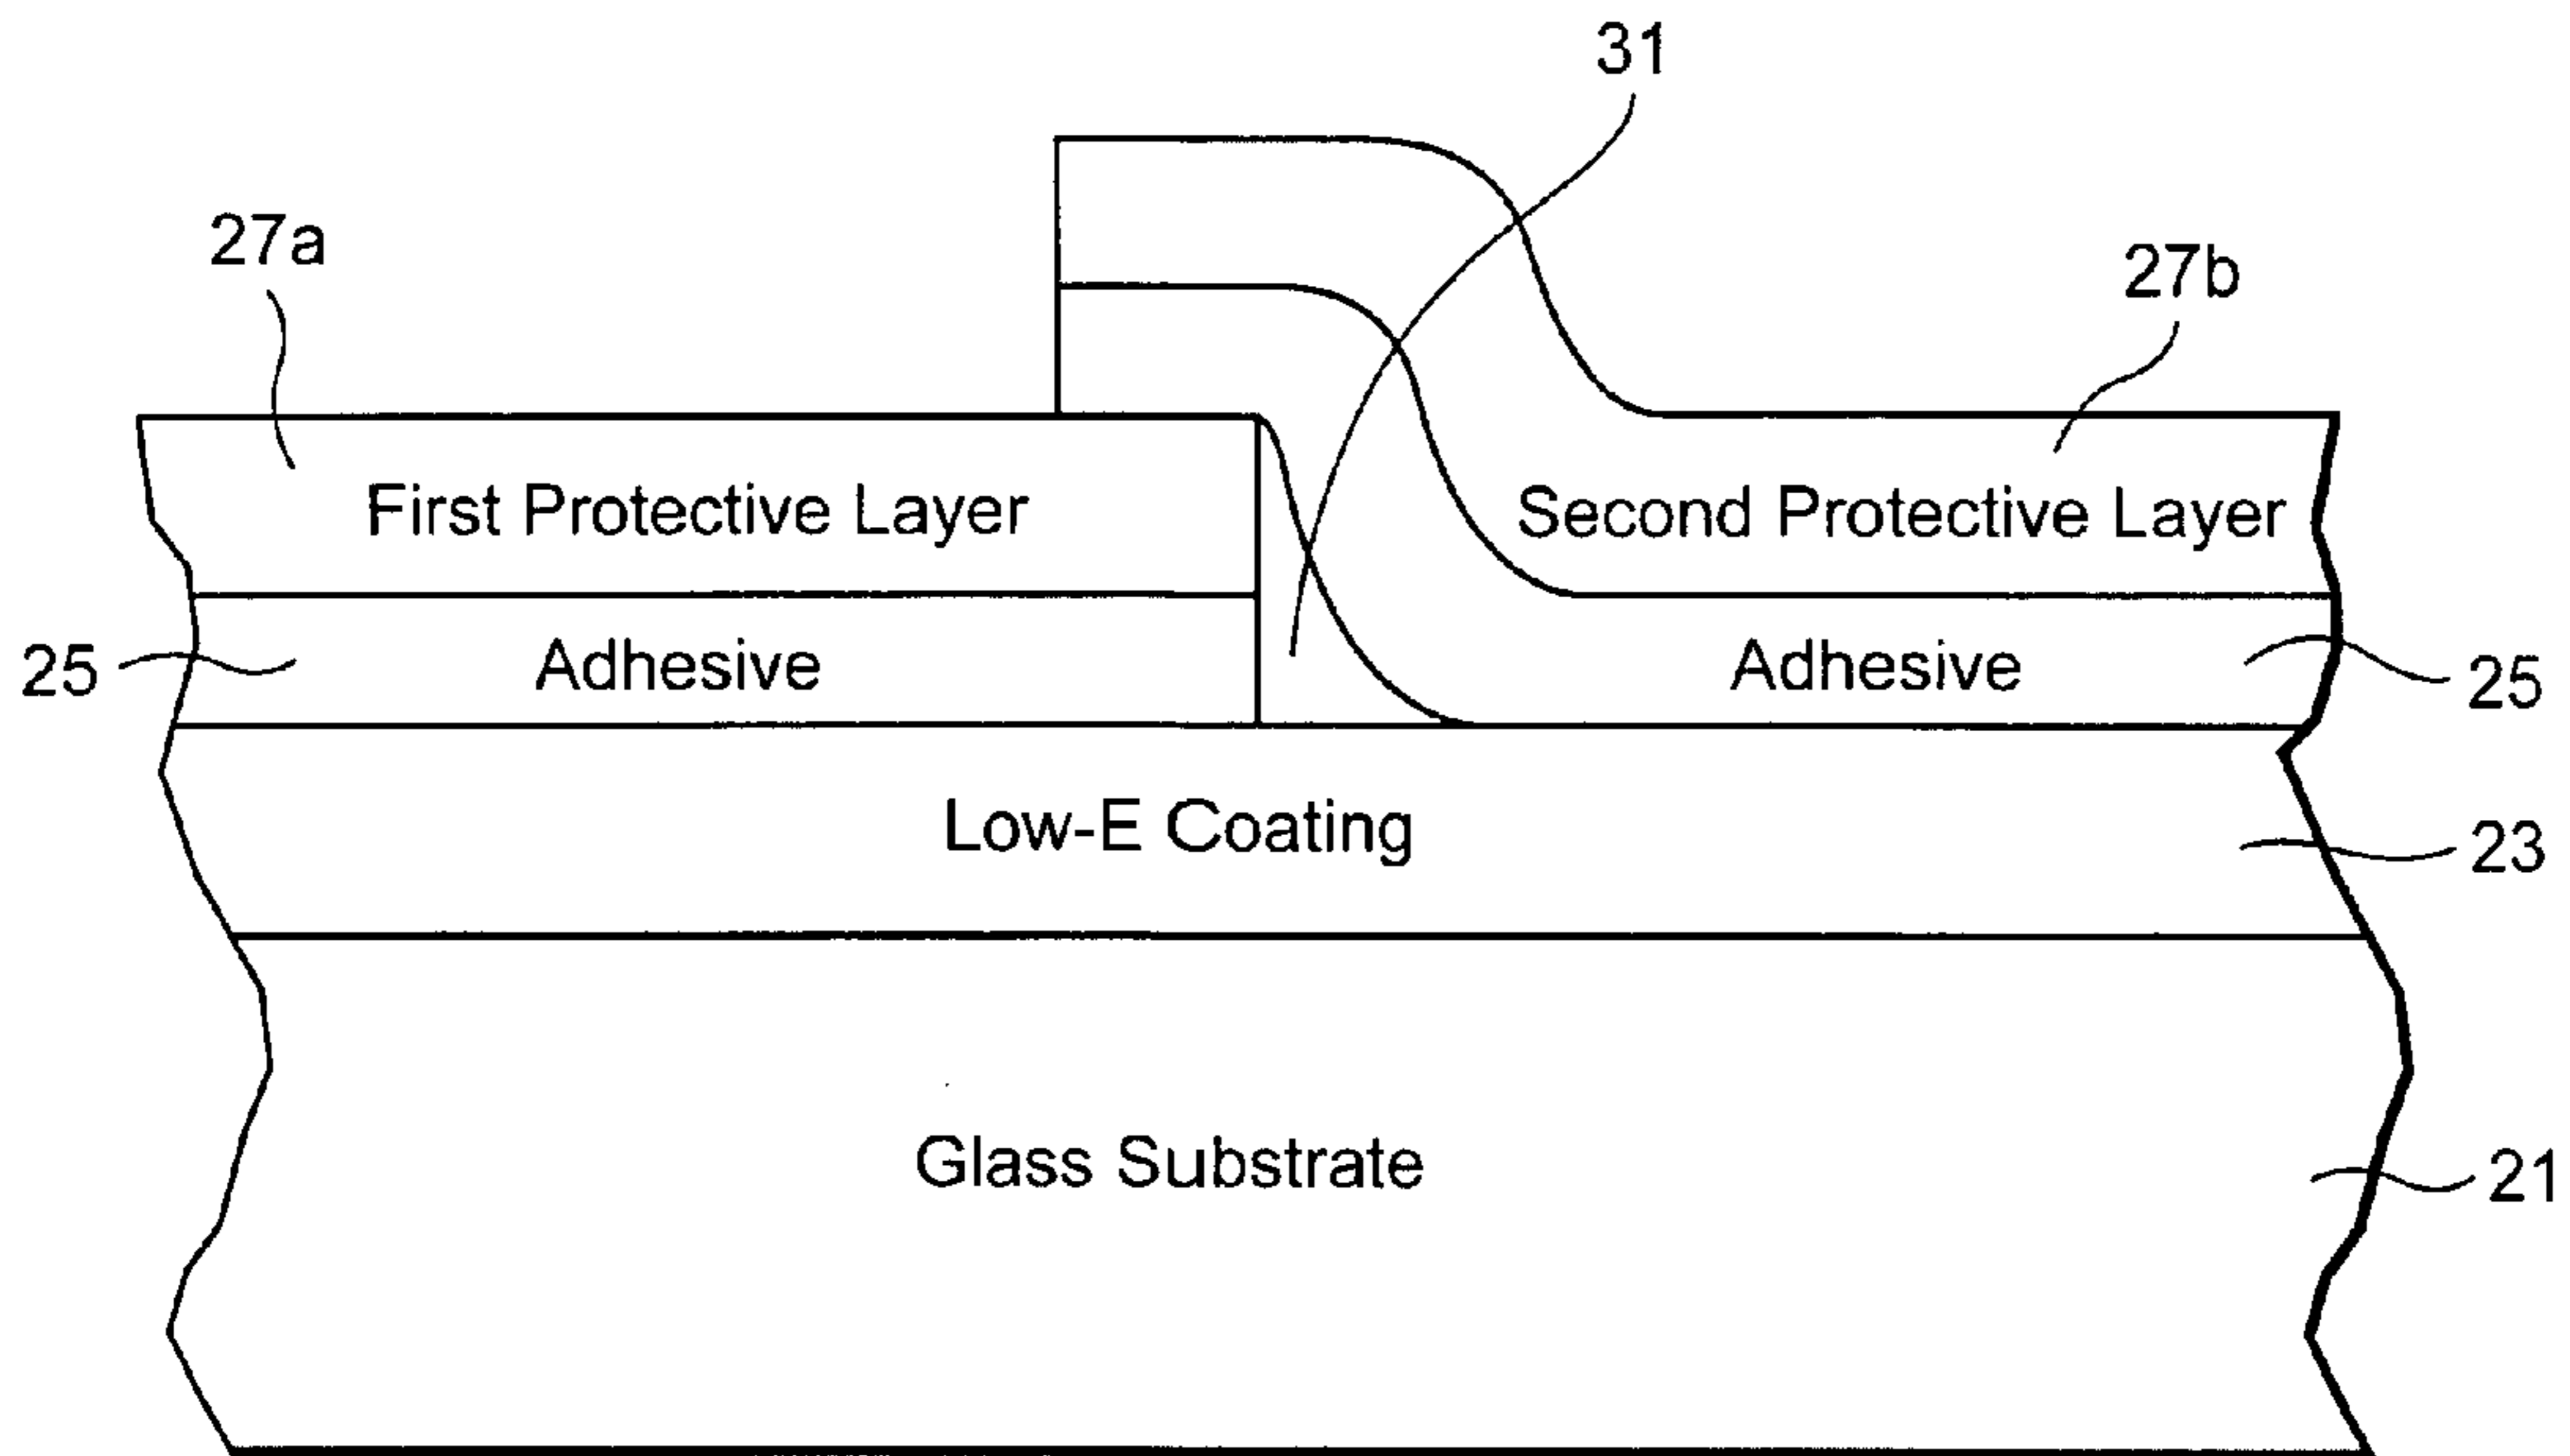 31
27a
27b
First Protective Layer
Second Protective Layer
25
Adhesive
Adhesive
25
Low-E Coating
23
Glass Substrate
21